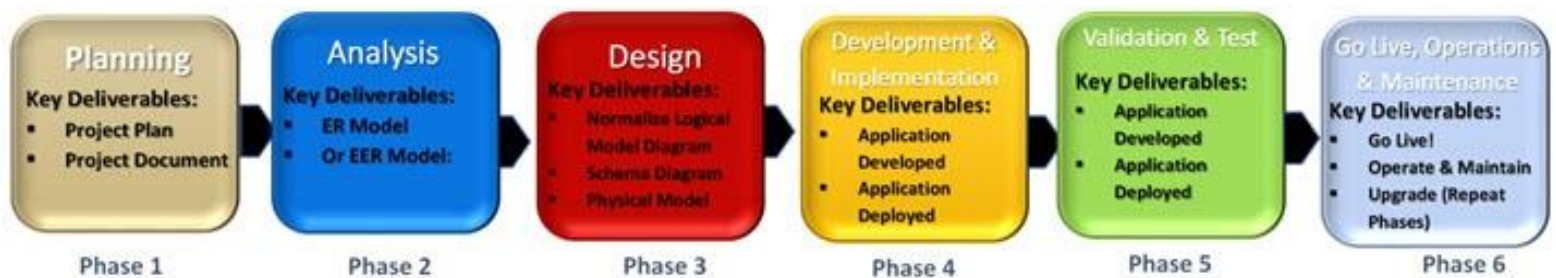 Planning
Key Deliverables:
▪ Project Plan
▪ Project Document
Phase 1
Analysis
Key Deliverables:
▪ ER Model
▪ Or EER Model:
Phase 2
Design
Key Deliverables:
▪ Normalize Logical
Model Diagram
▪ Schema Diagram
▪ Physical Model
Phase 3
Development &
Implementation
Key Deliverables:
▪ Application
Developed
▪ Application
Deployed
Phase 4
Validation & Test
Key Deliverables:
▪ Application
Developed
▪ Application
Deployed
Phase 5
Go Live, Operations
& Maintenance
Key Deliverables:
▪ Go Live!
▪ Operate & Maintain
▪ Upgrade (Repeat
Phases)
Phase 6